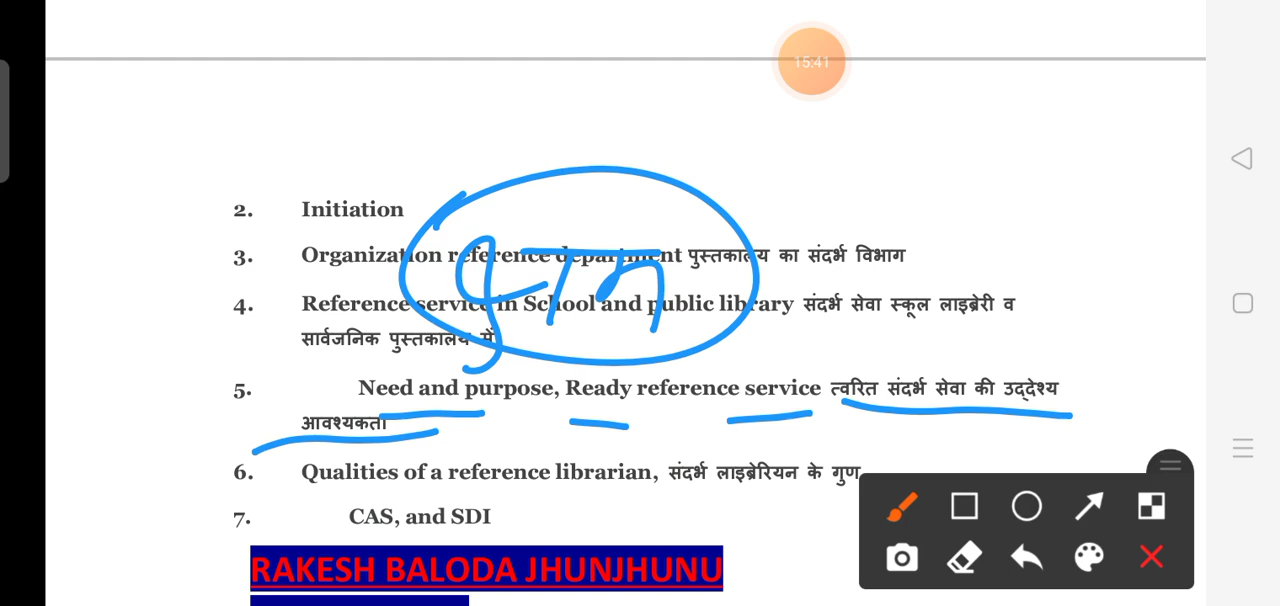 15:41
2. Initiation
3. Organization reference department पुस्तकालय का संदर्भ विभाग
4. Reference service in School and public library संदर्भ सेवा स्कूल लाइब्रेरी व
सार्वजनिक पुस्तकालय में
5. Need and purpose, Ready reference service त्वरित संदर्भ सेवा की उद्देश्य
आवश्यकता
6. Qualities of a reference librarian, संदर्भ लाइब्रेरियन के गुण
7. CAS, and SDI
RAKESH BALODA JHUNJHUNU